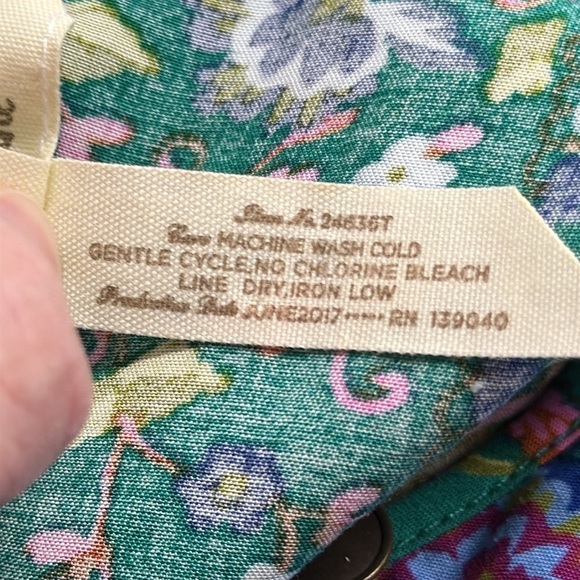 Item No. 24636T
Care MACHINE WASH COLD
GENTLE CYCLE,NO CHLORINE BLEACH
LINE DRY,IRON LOW
Production Date JUNE2017***** RN 139040